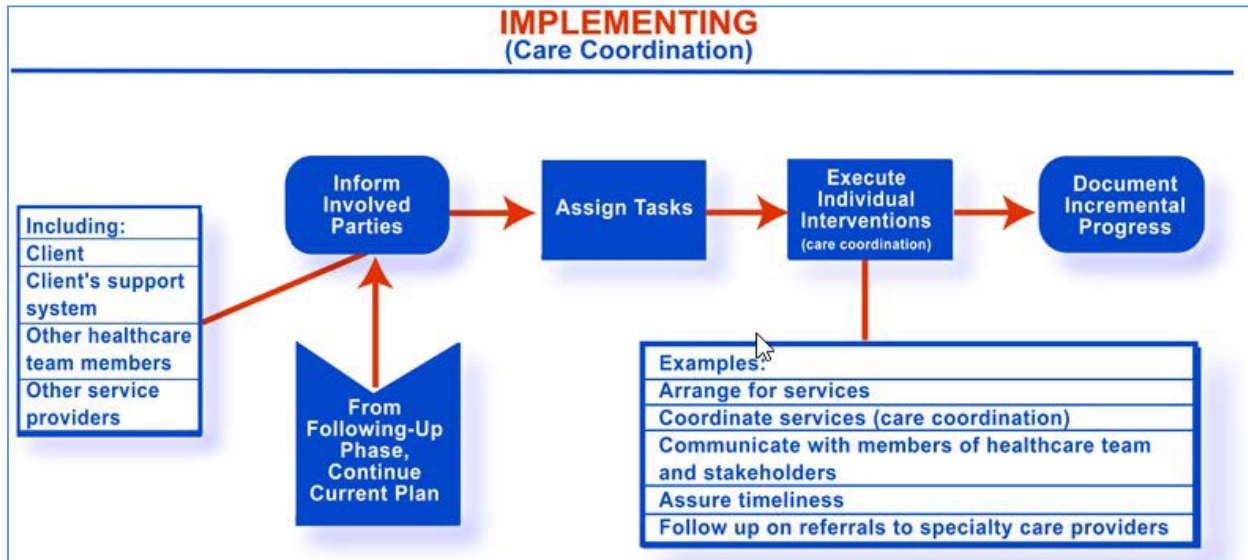 IMPLEMENTING
(Care Coordination)
Including:
Client
Client's support
system
Other healthcare
team members
Other service
providers
Inform
Involved
Parties
From
Following-Up
Phase,
Continue
Current Plan
Assign Tasks
Execute
Individual
Interventions
(care coordination)
Document
Incremental
Progress
Examples:
Arrange for services
Coordinate services (care coordination)
Communicate with members of healthcare team
and stakeholders
Assure timeliness
Follow up on referrals to specialty care providers